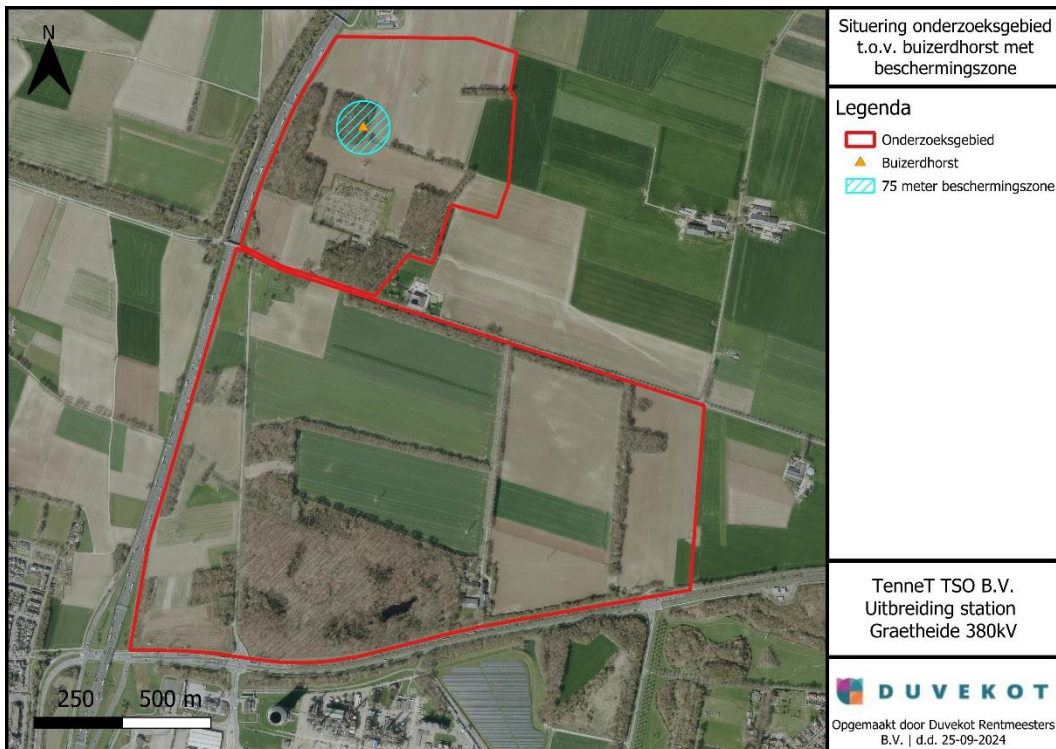 N
250
500 m
Situering onderzoeksgebied
t.o.v. buizerdhorst met
beschermingszone
Legenda
Onderzoeksgebied
Buizerdhorst
75 meter beschermingszone
TenneT TSO B.V.
Uitbreiding station
Graetheide 380kV
DUVEKOT
Opgemaakt door Duvekot Rentmeesters
B.V. | d.d. 25-09-2024